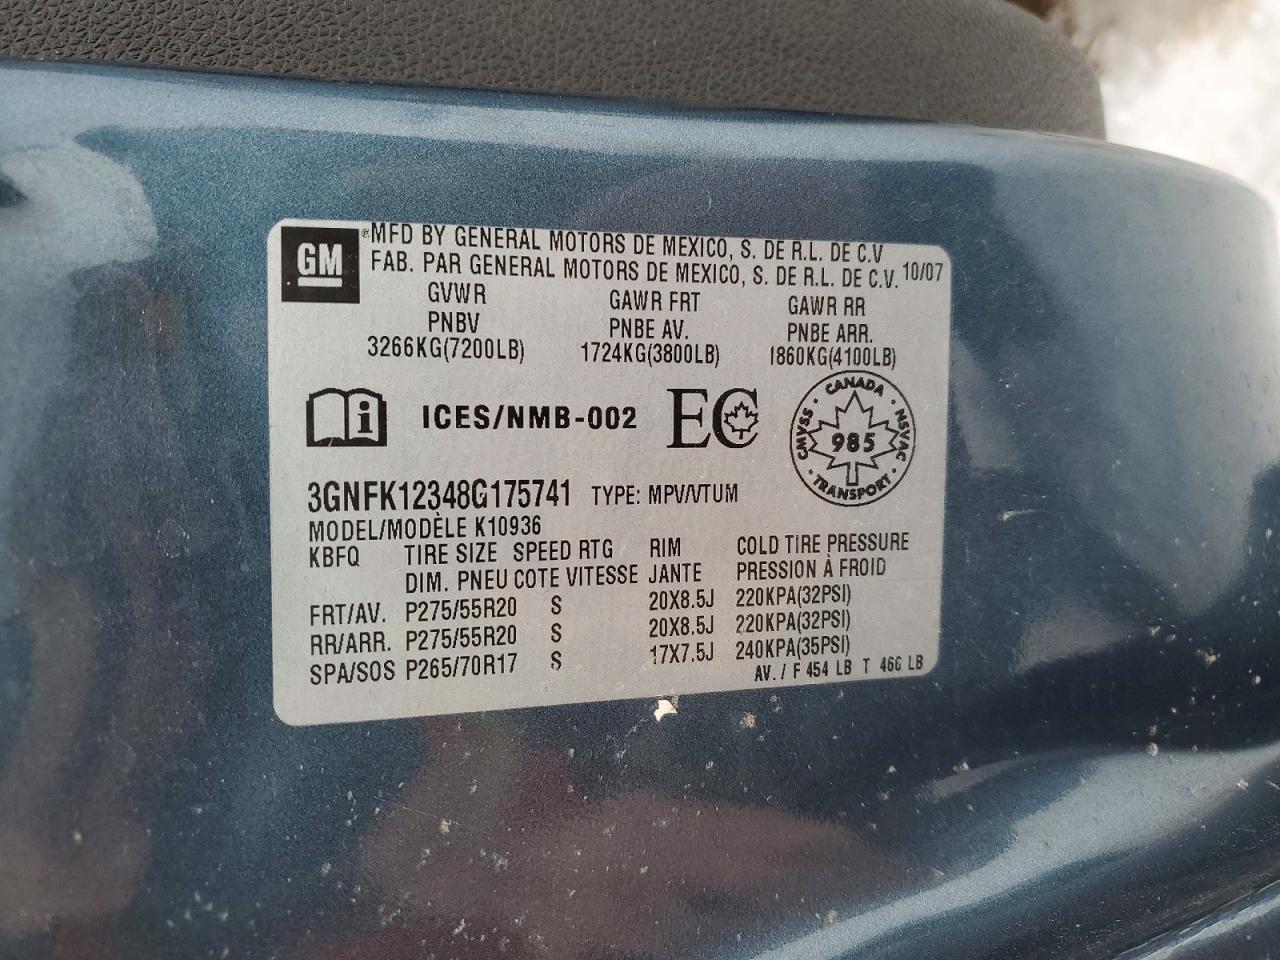 GM
®MFD BY GENERAL MOTORS DE MEXICO, S. DE R.L. DE C.V
FAB. PAR GENERAL MOTORS DE MEXICO, S. DE R.L. DE C.V. 10/07
GVWR GAWR FRT GAWR RR
PNBV PNBE AV. PNBE ARR.
3266KG(7200LB) 1724KG(3800LB) 1860KG(4100LB)
i ICES/NMB-002 EC
CANADA
CMVSS 985 NSVAC
TRANSPORT
3GNFK12348G175741 TYPE: MPV/VTUM
MODEL/MODÈLE K10936
KBFQ TIRE SIZE SPEED RTG RIM COLD TIRE PRESSURE
DIM. PNEU COTE VITESSE JANTE PRESSION À FROID
FRT/AV. P275/55R20 S 20X8.5J 220KPA(32PSI)
RR/ARR. P275/55R20 S 20X8.5J 220KPA(32PSI)
SPA/SOS P265/70R17 S 17X7.5J 240KPA(35PSI)
AV. / F 454 LB T 466 LB